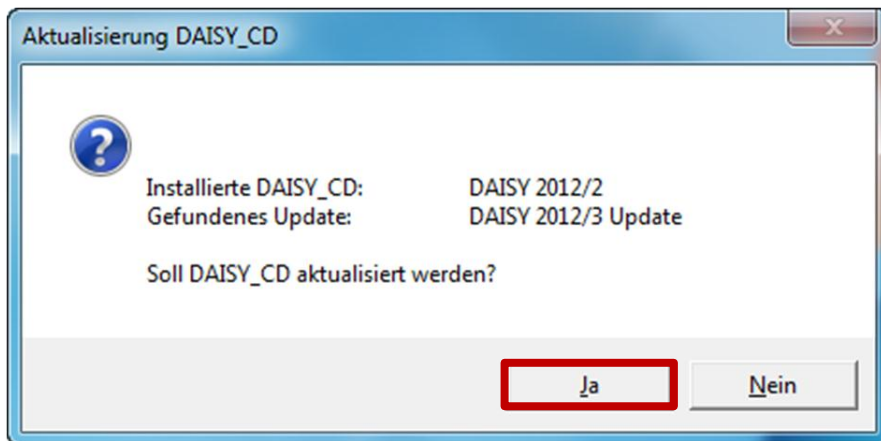 Aktualisierung DAISY_CD
Installierte DAISY_CD: DAISY 2012/2
Gefundenes Update: DAISY 2012/3 Update
Soll DAISY_CD aktualisiert werden?
Ja Nein